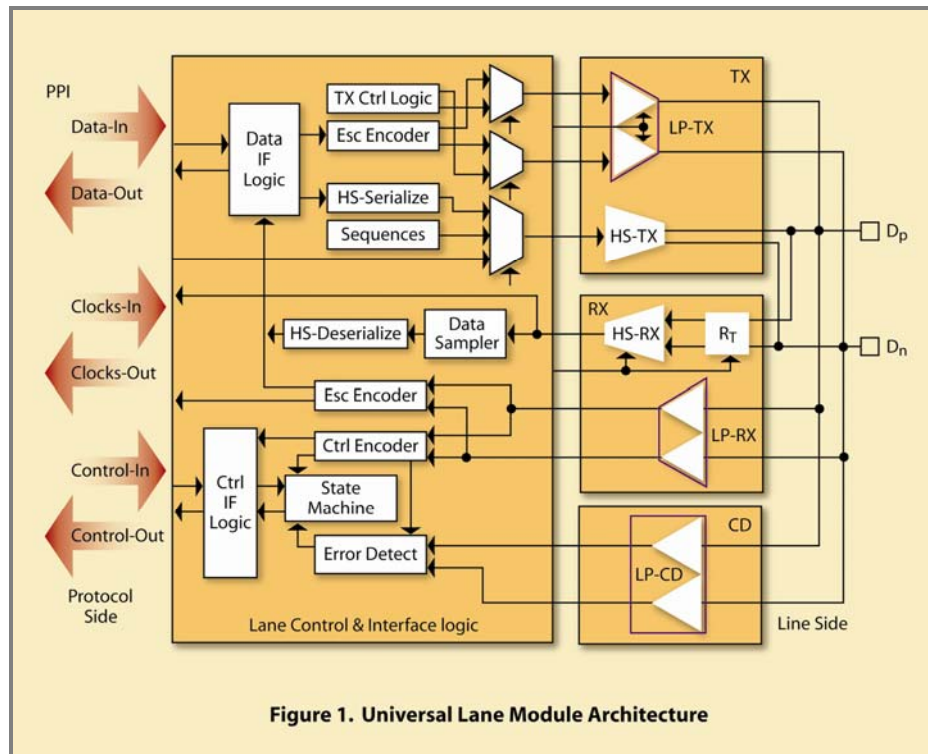 PPI
Data-In
Data-Out
Clocks-In
Clocks-Out
Control-In
Control-Out
Protocol
Side
TX Ctrl Logic
Esc Encoder
Data
IF
Logic
HS-Serialize
Sequences
HS-Deserialize
Data
Sampler
Esc Encoder
Ctrl Encoder
Ctrl
IF
Logic
State
Machine
Error Detect
Lane Control & Interface logic
TX
LP-TX
HS-TX
RX
HS-RX
RT
LP-RX
CD
LP-CD
Dp
Dn
Line Side
Figure 1. Universal Lane Module Architecture